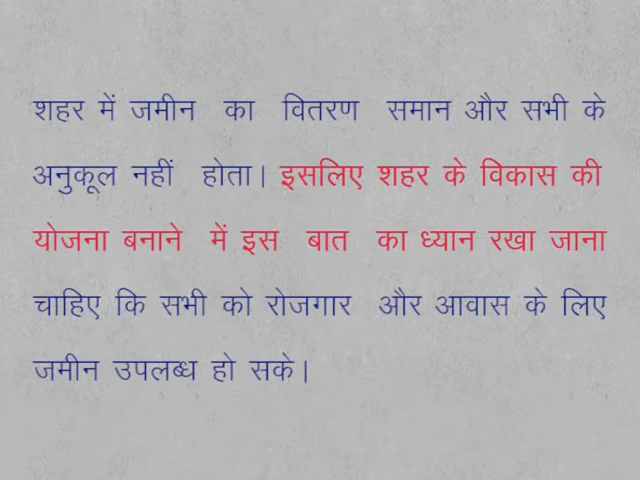 शहर में जमीन का वितरण समान और सभी के
अनुकूल नहीं होता। इसलिए शहर के विकास की
योजना बनाने में इस बात का ध्यान रखा जाना
चाहिए कि सभी को रोजगार और आवास के लिए
जमीन उपलब्ध हो सके।